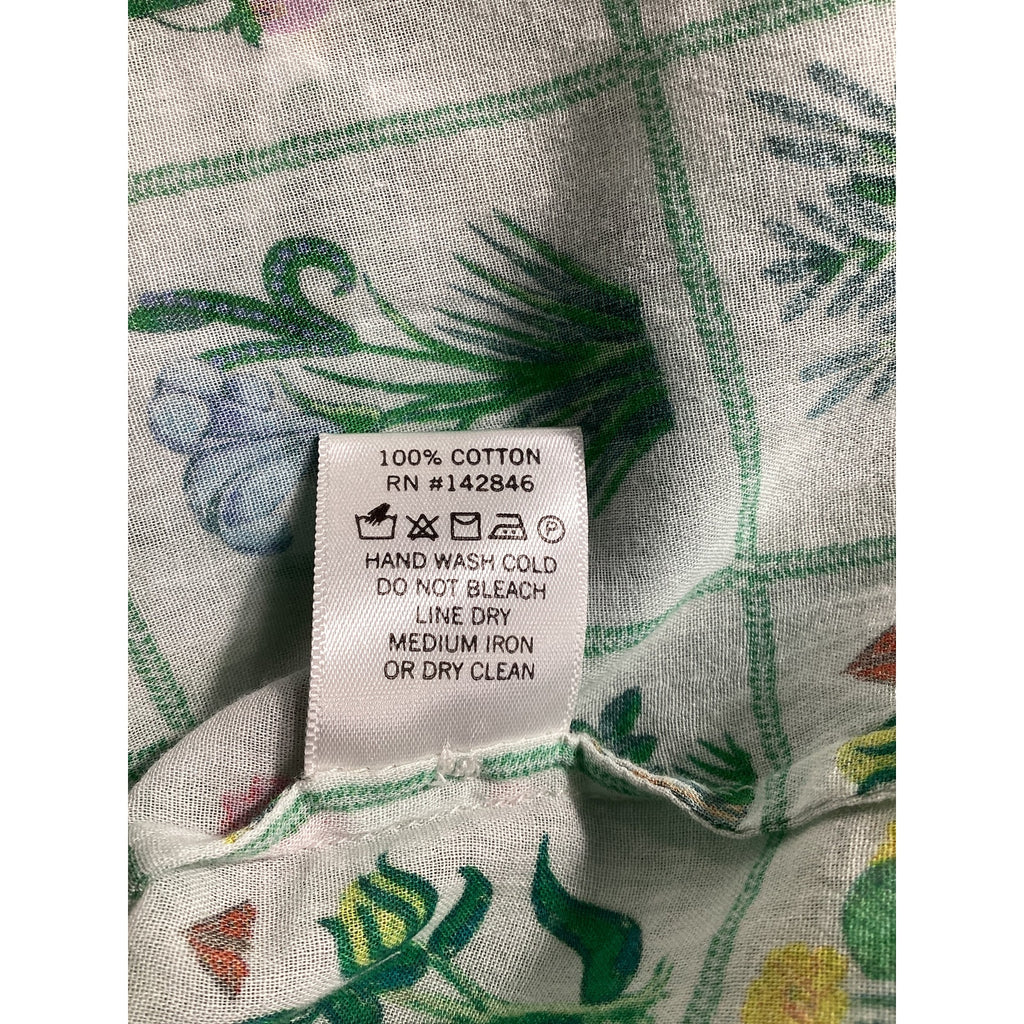 100% COTTON
RN #142846
P
HAND WASH COLD
DO NOT BLEACH
LINE DRY
MEDIUM IRON
OR DRY CLEAN